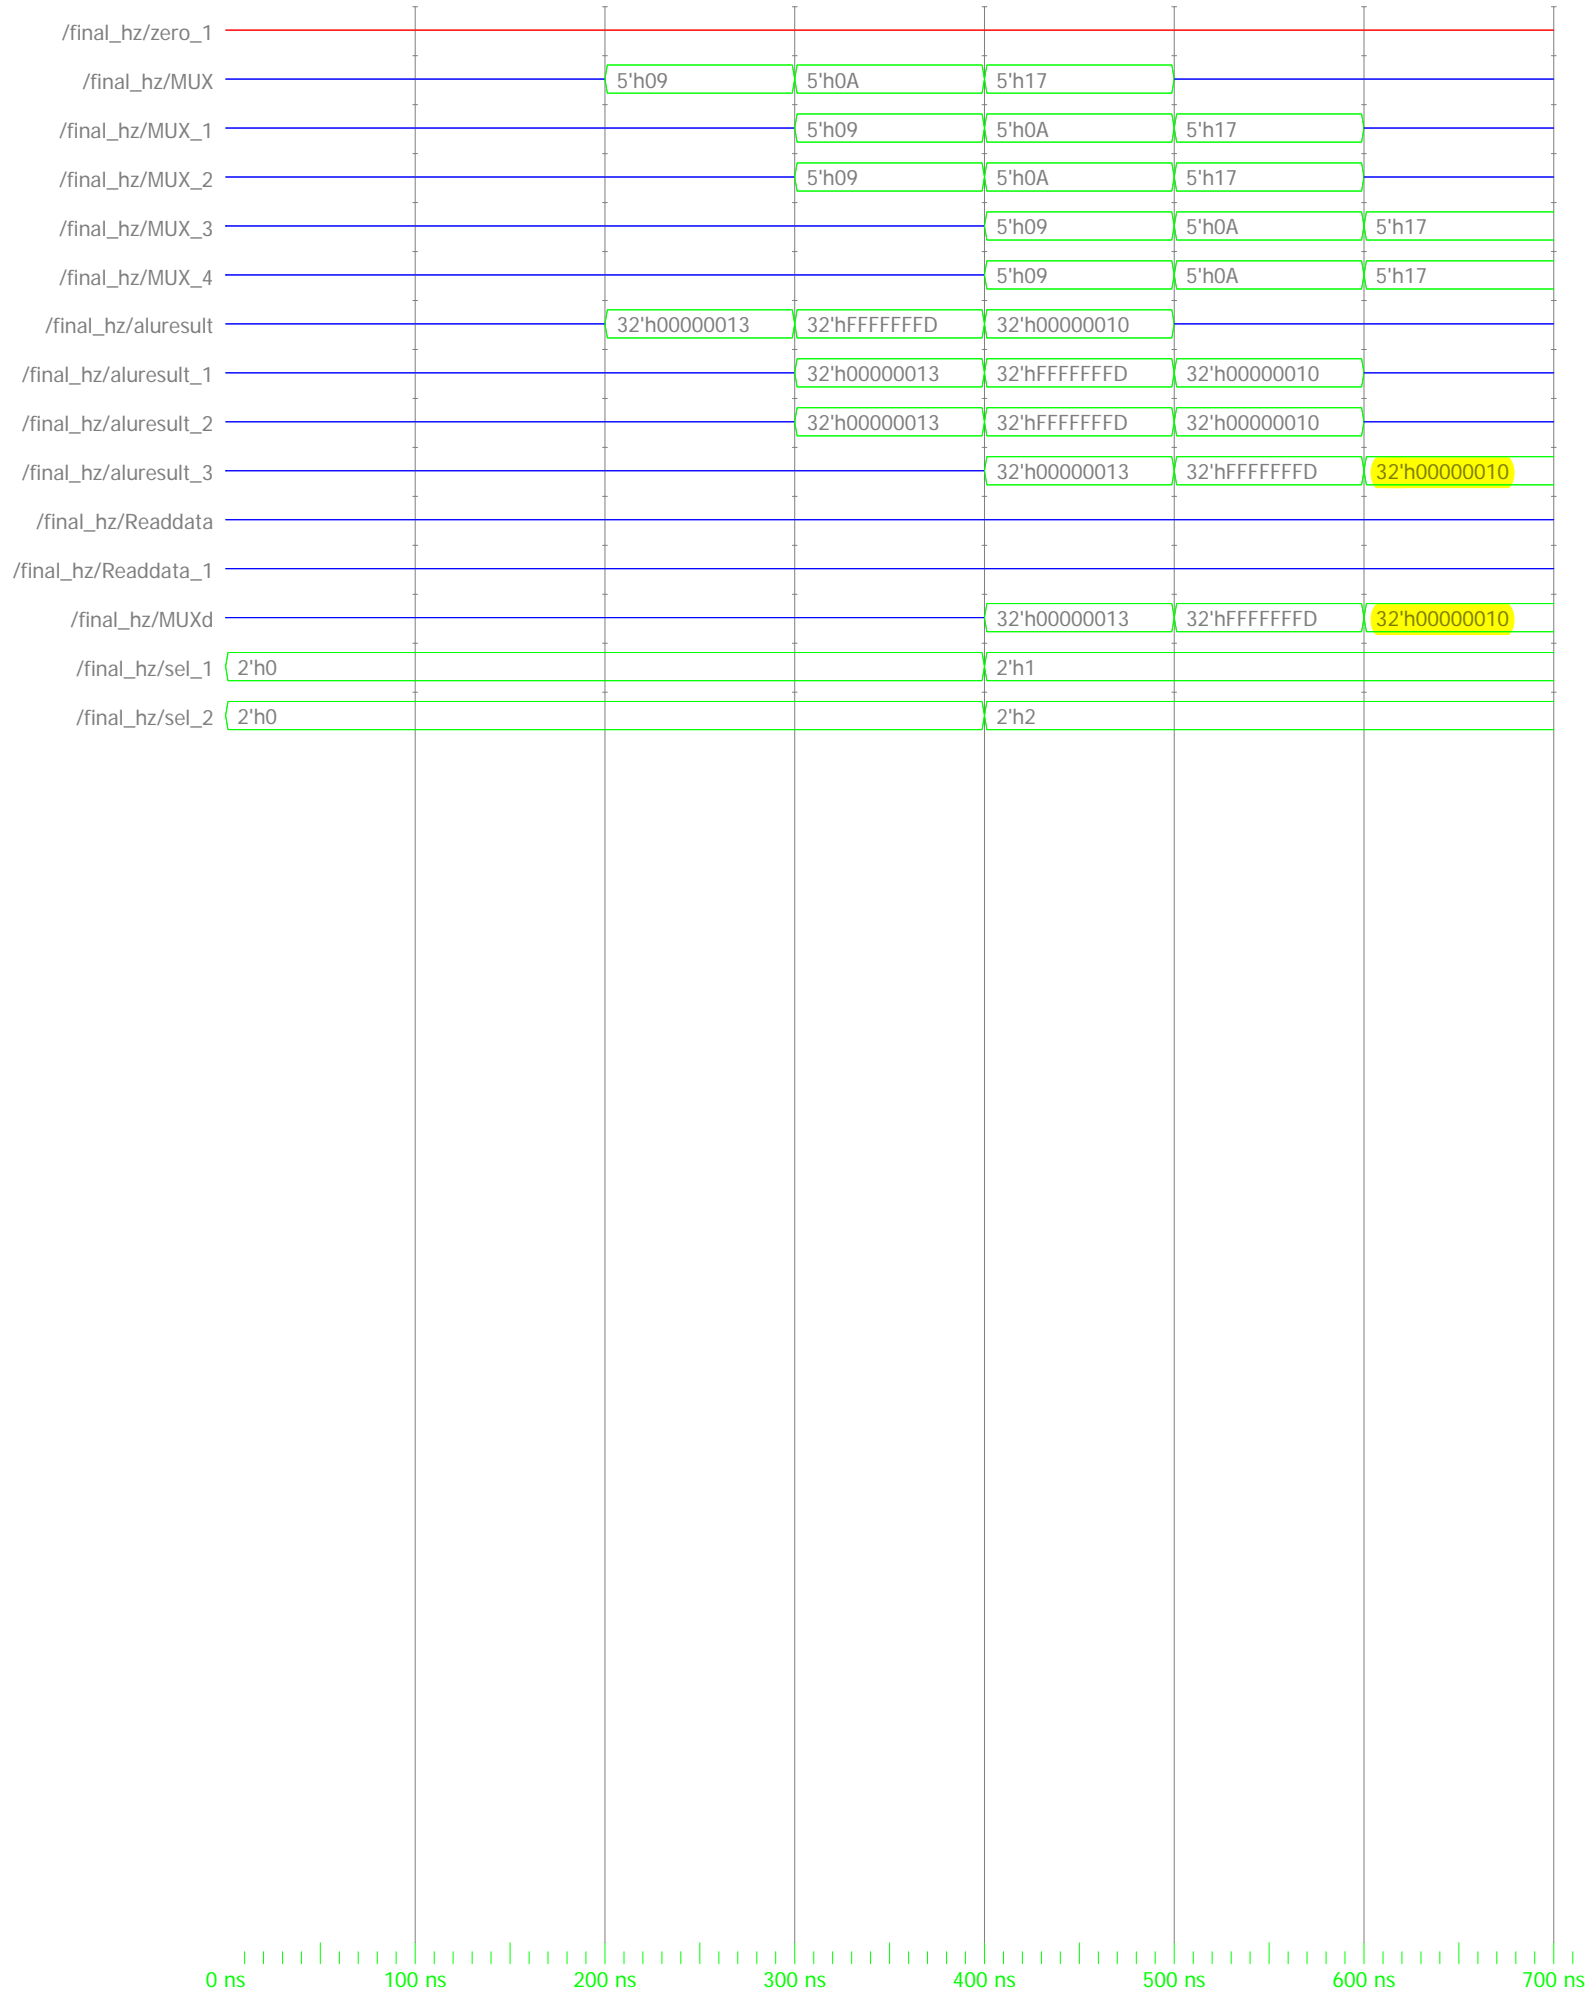 /final_hz/zero_1
/final_hz/MUX 5'h09 5'h0A 5'h17
/final_hz/MUX_1 5'h09 5'h0A 5'h17
/final_hz/MUX_2 5'h09 5'h0A 5'h17
/final_hz/MUX_3 5'h09 5'h0A 5'h17
/final_hz/MUX_4 5'h09 5'h0A 5'h17
/final_hz/aluresult 32'h00000013 32'hFFFFFFFD 32'h00000010
/final_hz/aluresult_1 32'h00000013 32'hFFFFFFFD 32'h00000010
/final_hz/aluresult_2 32'h00000013 32'hFFFFFFFD 32'h00000010
/final_hz/aluresult_3 32'h00000013 32'hFFFFFFFD 32'h00000010
/final_hz/Readdata
/final_hz/Readdata_1
/final_hz/MUXd 32'h00000013 32'hFFFFFFFD 32'h00000010
/final_hz/sel_1 2'h0 2'h1
/final_hz/sel_2 2'h0 2'h2
0 ns 100 ns 200 ns 300 ns 400 ns 500 ns 600 ns 700 ns